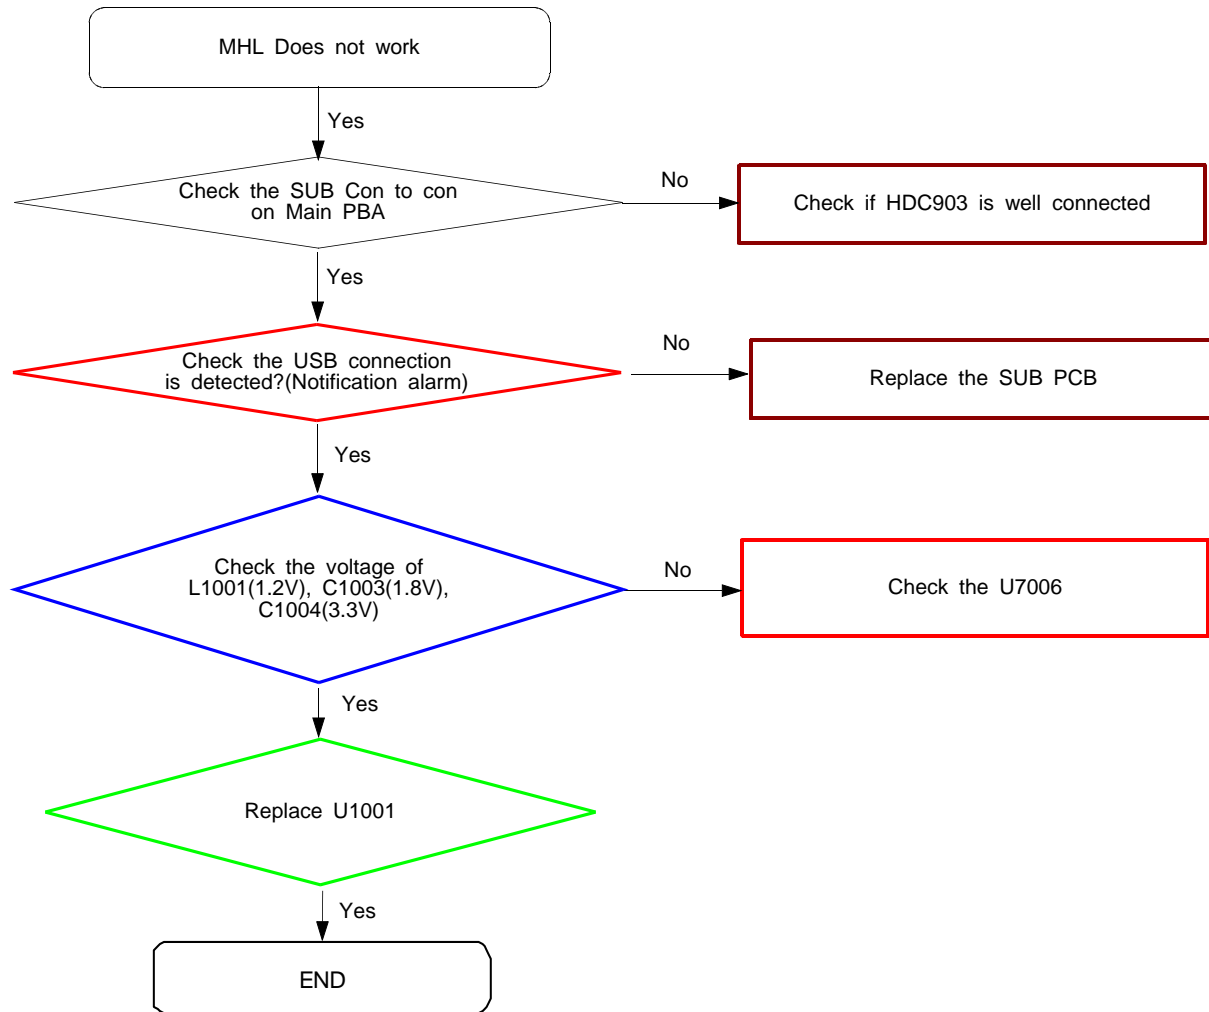 MHL Does not work
Yes
Check the SUB Con to con
on Main PBA
No
Check if HDC903 is well connected
Yes
Check the USB connection
is detected?(Notification alarm)
No
Replace the SUB PCB
Yes
Check the voltage of
L1001(1.2V), C1003(1.8V),
C1004(3.3V)
No
Check the U7006
Yes
Replace U1001
Yes
END